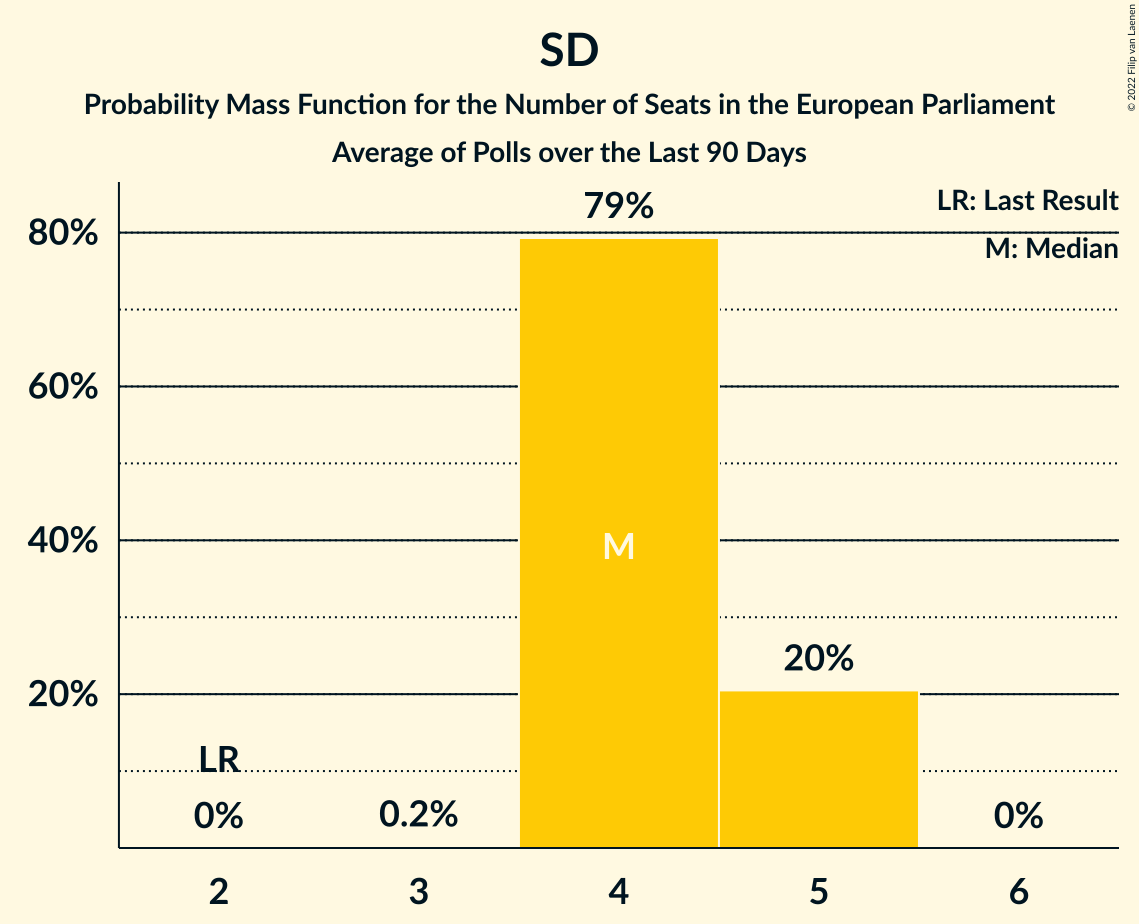 SD
Probability Mass Function for the Number of Seats in the European Parliament
Average of Polls over the Last 90 Days
© 2022 Filip van Laenen
LR: Last Result
M: Median
79%
80%
60%
40%
M
20%
20%
LR
0%
0.2%
0%
2
3
4
5
6